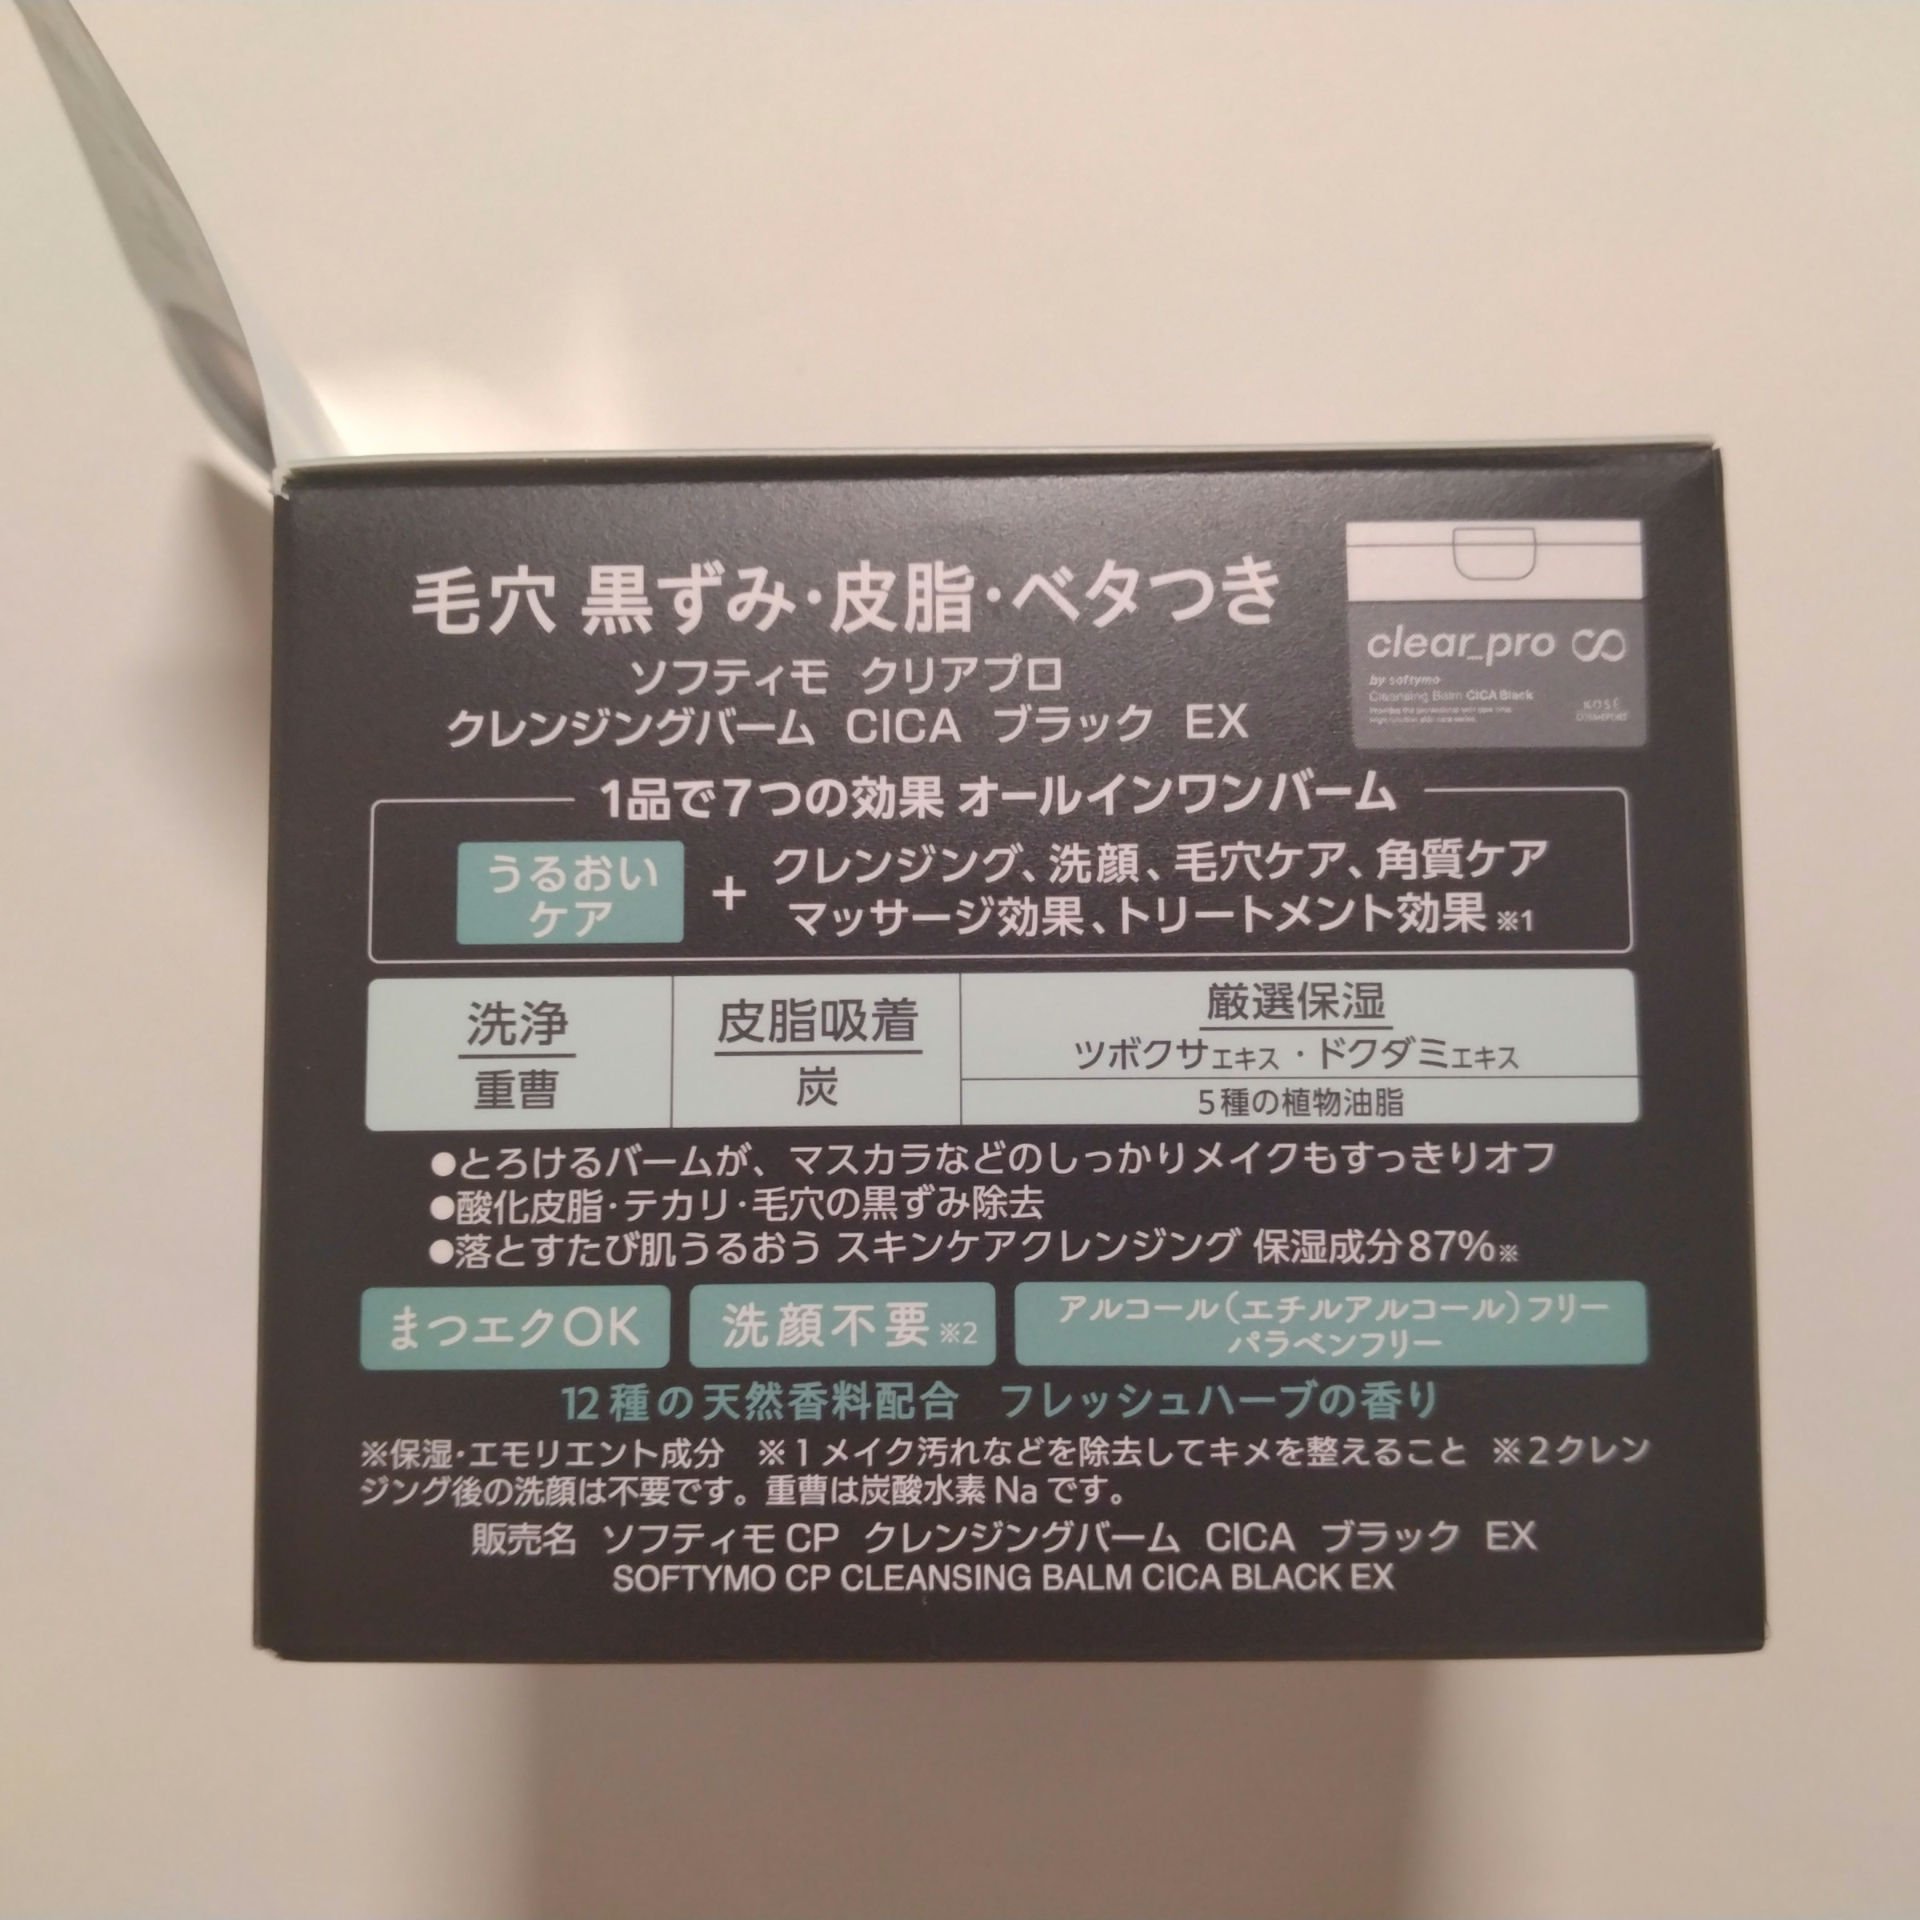 毛穴 黒ずみ・皮脂・ベタつき
ソフティモ クリアプロ
クレンジングバーム CICA ブラック EX
clear_pro
by softymo
Cleansing Balm CICA Black
KOSÉ
COSMEPORT
1品で7つの効果 オールインワンバーム
うるおい
ケア
+
クレンジング、洗顔、毛穴ケア、角質ケア
マッサージ効果、トリートメント効果 ※1
洗浄
重曹
皮脂吸着
炭
厳選保湿
ツボクサエキス・ドクダミエキス
5種の植物油脂
●とろけるバームが、マスカラなどのしっかりメイクもすっきりオフ
●酸化皮脂・テカリ・毛穴の黒ずみ除去
●落とすたび肌うるおう スキンケアクレンジング 保湿成分87%※
まつエクOK
洗顔不要※2
アルコール(エチルアルコール)フリー
パラベンフリー
12種の天然香料配合 フレッシュハーブの香り
※保湿・エモリエント成分 ※1メイク汚れなどを除去してキメを整えること ※2クレン
ジング後の洗顔は不要です。重曹は炭酸水素Naです。
販売名 ソフティモCP クレンジングバーム CICA ブラック EX
SOFTYMO CP CLEANSING BALM CICA BLACK EX